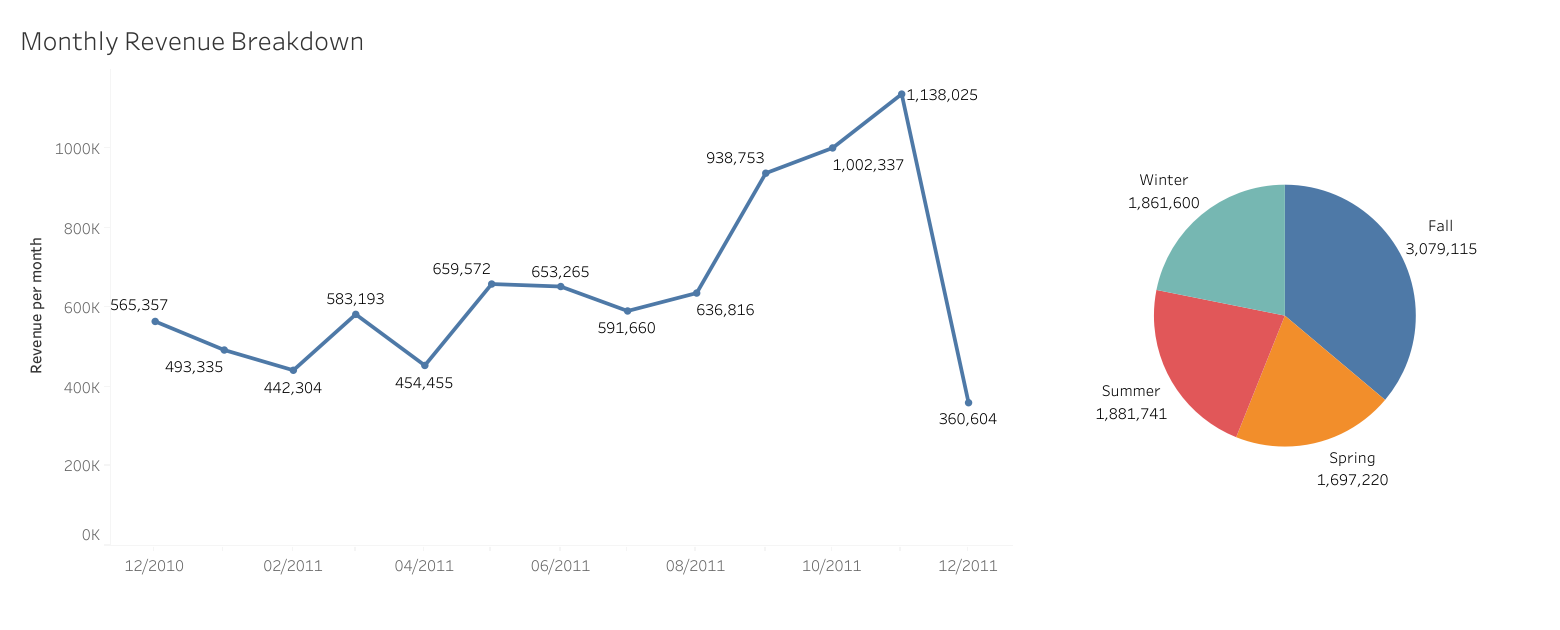 Monthly Revenue Breakdown
Revenue per month
1000K
800K
600K
400K
200K
0K
565,357
493,335
442,304
583,193
454,455
659,572
653,265
591,660
636,816
938,753
1,002,337
1,138,025
360,604
12/2010
02/2011
04/2011
06/2011
08/2011
10/2011
12/2011
Winter
1,861,600
Fall
3,079,115
Summer
1,881,741
Spring
1,697,220